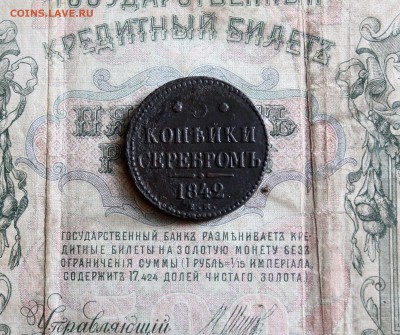 COINS.LAVE.RU
ГОСУДАРСТВЕННЫЙ
КРЕДИТНЫЙ БИЛЕТЪ
3
КОПѢЙКИ
СЕРЕБРОМЪ
1842
ГОСУДАРСТВЕННЫЙ БАНКЪ РАЗМѢНИВАЕТЪ КРЕ-
ДИТНЫЕ БИЛЕТЫ НА ЗОЛОТУЮ МОНЕТУ БЕЗЪ
ОГРАНИЧЕНІЯ СУММЫ (1 РУБЛЬ = 1/15 ИМПЕРІАЛА,
СОДЕРЖИТЪ 17,424 ДОЛЕЙ ЧИСТАГО ЗОЛОТА).
Управляющій